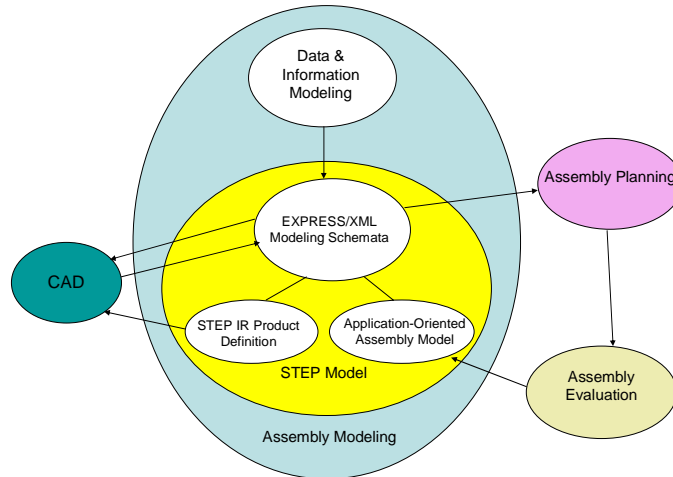 Data &
Information
Modeling
Assembly Planning
EXPRESS/XML
Modeling Schemata
CAD
STEP IR Product
Definition
Application-Oriented
Assembly Model
STEP Model
Assembly
Evaluation
Assembly Modeling